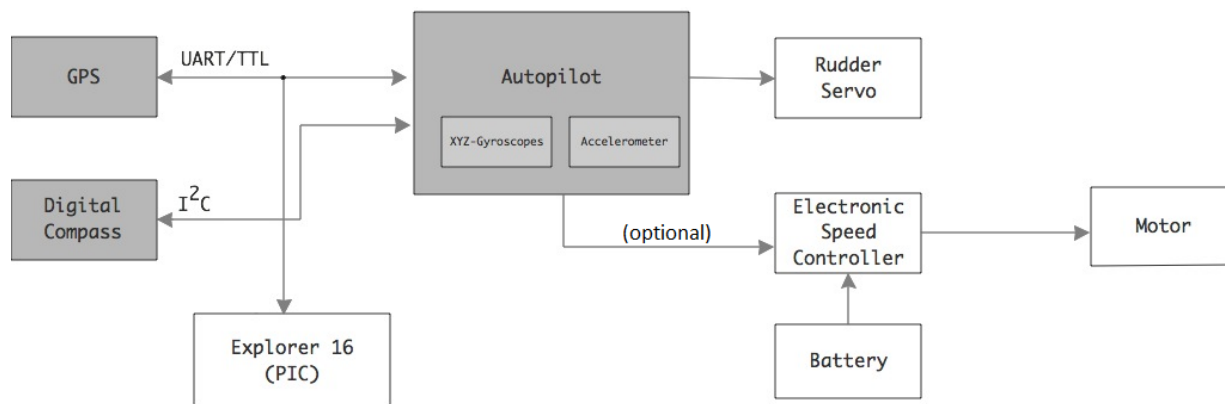 GPS
UART/TTL
Autopilot
XYZ-Gyroscopes
Accelerometer
Rudder
Servo
Digital
Compass
I²C
(optional)
Electronic
Speed
Controller
Motor
Explorer 16
(PIC)
Battery